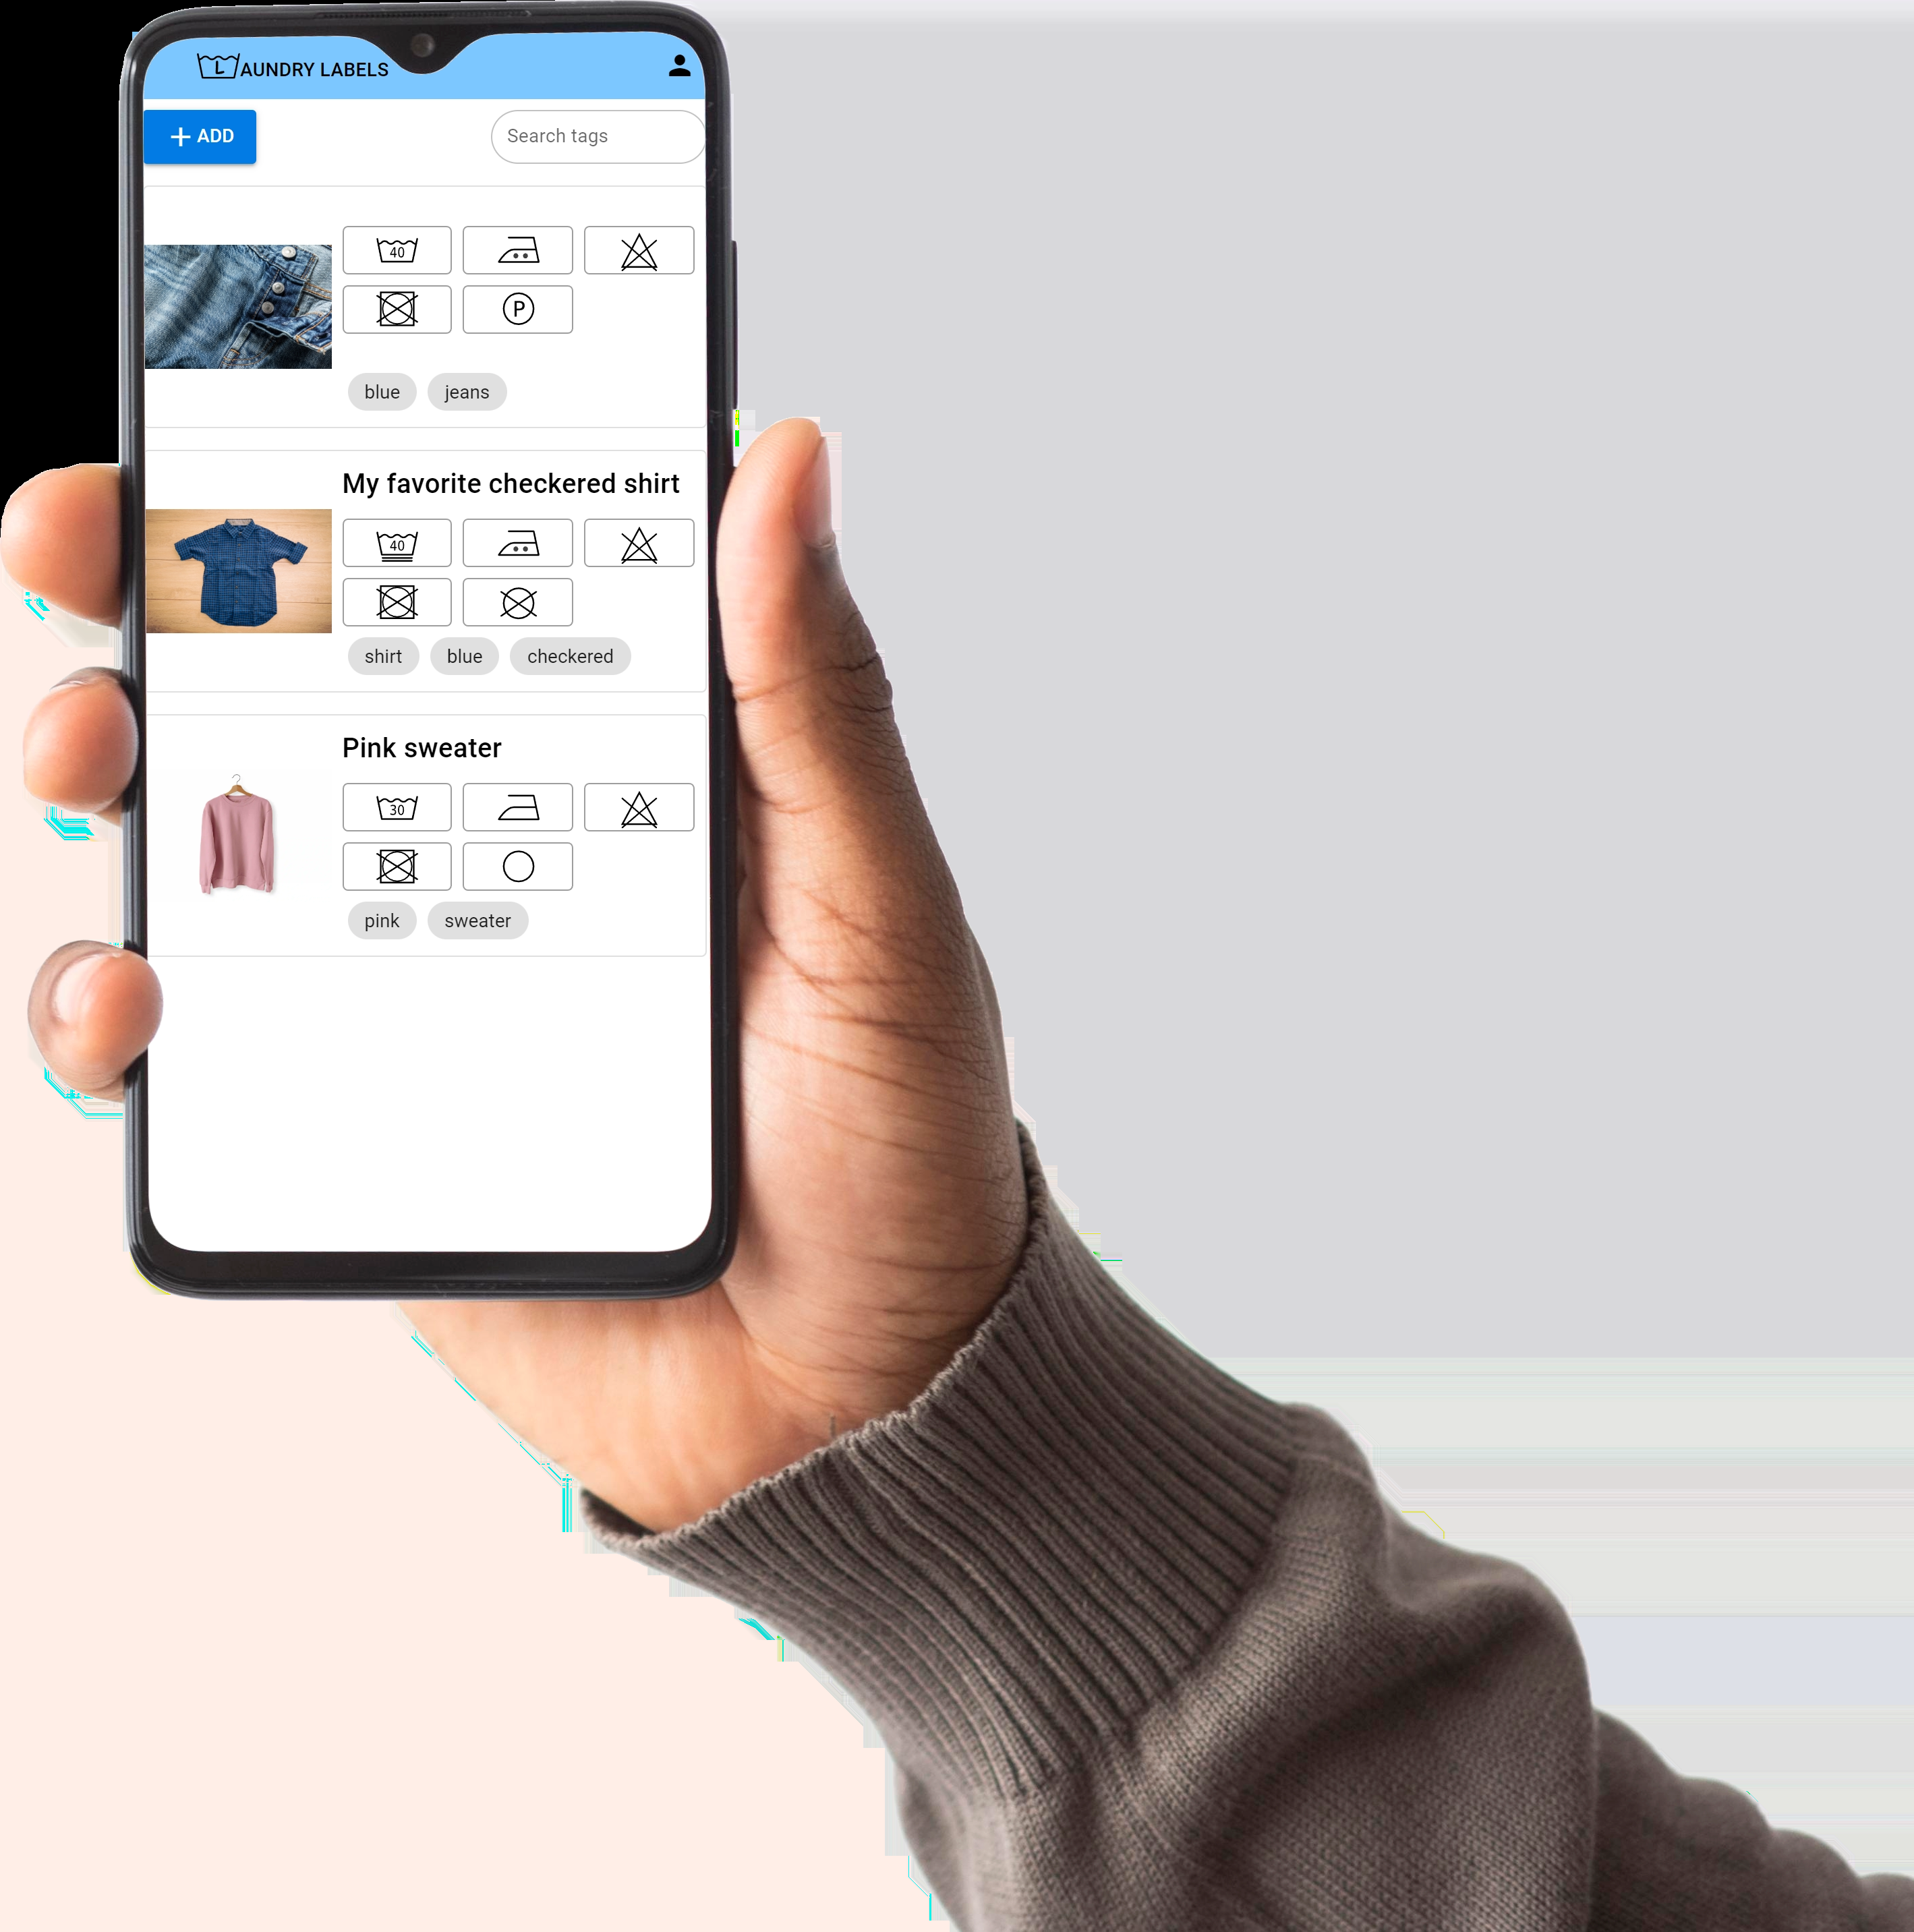 LAUNDRY LABELS
+ ADD
Search tags
40
P
blue jeans
My favorite checkered shirt
40
shirt blue checkered
Pink sweater
30
pink sweater